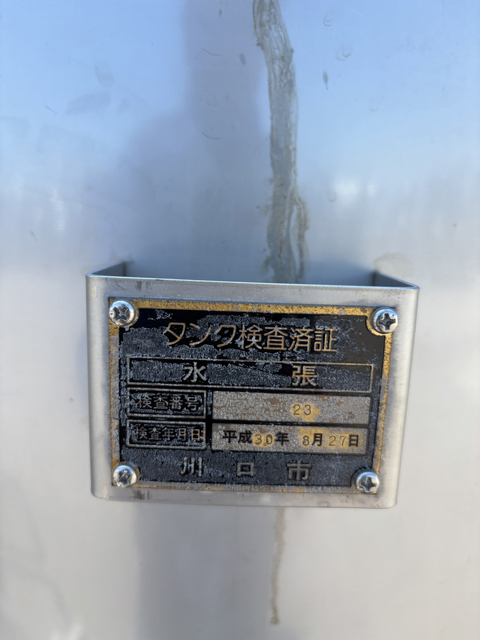 タンク検査済証
水張
検査番号 23
検査年月日 平成30年 8月27日
川口市